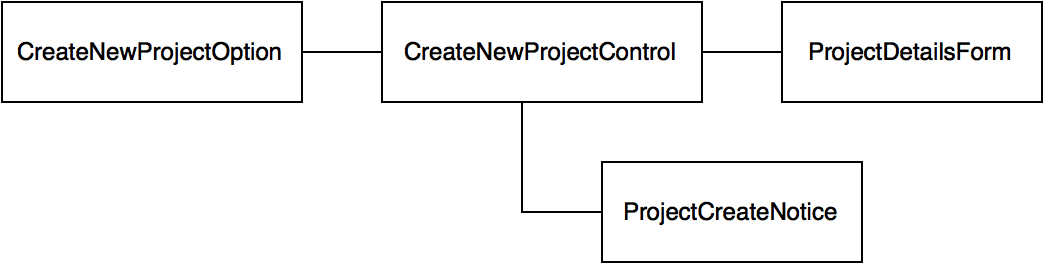 CreateNewProjectOption
CreateNewProjectControl
ProjectDetailsForm
ProjectCreateNotice